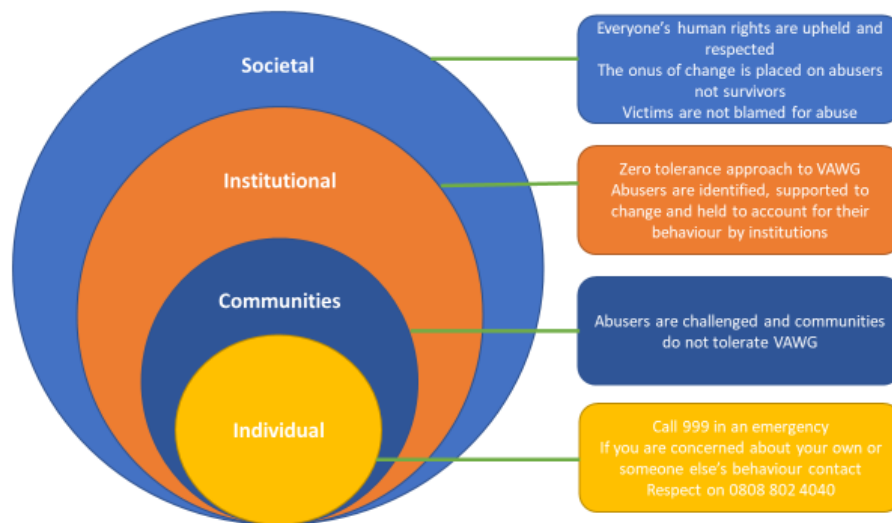 Societal
Everyone's human rights are upheld and
respected
The onus of change is placed on abusers
not survivors
Victims are not blamed for abuse
Institutional
Zero tolerance approach to VAWG
Abusers are identified, supported to
change and held to account for their
behaviour by institutions
Communities
Abusers are challenged and communities
do not tolerate VAWG
Individual
Call 999 in an emergency
If you are concerned about your own or
someone else's behaviour contact
Respect on 0808 802 4040